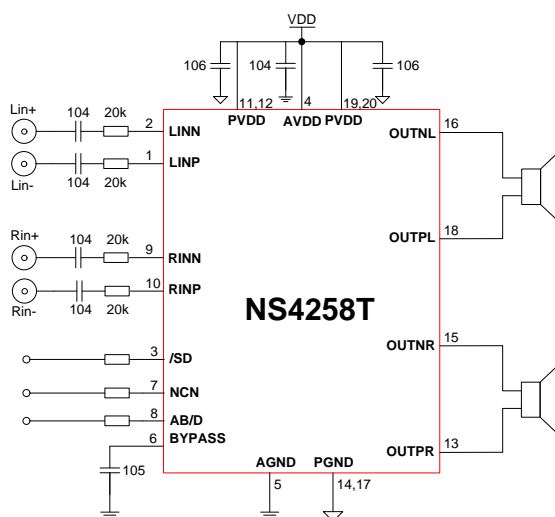 VDD
106
104
106
11,12
4
19,20
PVDD
AVDD
PVDD
Lin+
104
20k
2
LINN
OUTNL
16
1
LINP
104
20k
Lin-
OUTPL
18
Rin+
104
20k
9
RINN
10
RINP
104
20k
Rin-
NS4258T
15
OUTNR
3
/SD
7
NCN
8
AB/D
6
BYPASS
13
OUTPR
105
AGND
PGND
5
14,17